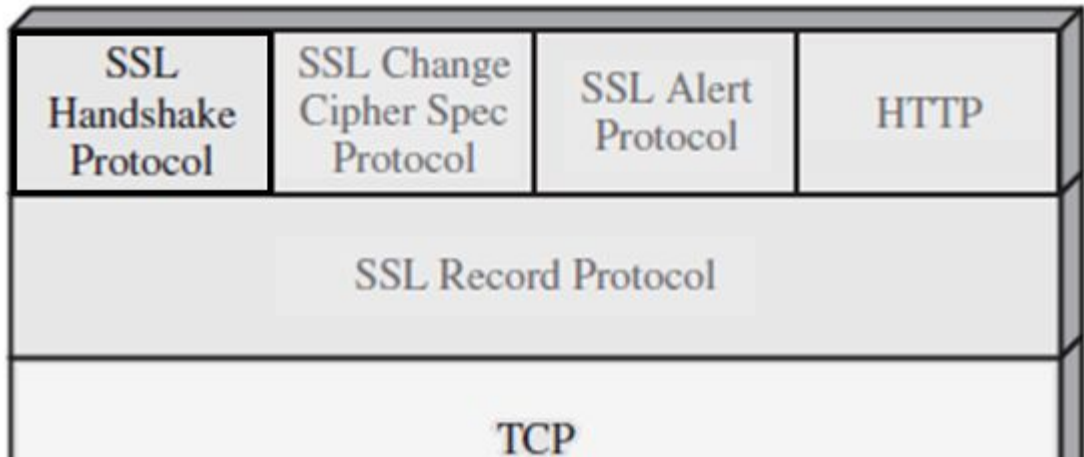 SSL
Handshake
Protocol
SSL Change
Cipher Spec
Protocol
SSL Alert
Protocol
HTTP
SSL Record Protocol
TCP